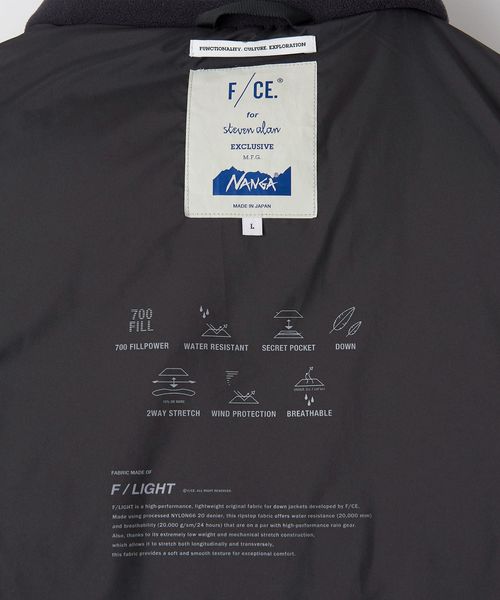 FUNCTIONALITY. CULTURE. EXPLORATION
F/CE.®
for
steven alan
EXCLUSIVE
M.F.G.
NANGA
MADE IN JAPAN
L
700 FILL
700 FILLPOWER WATER RESISTANT SECRET POCKET DOWN
2WAY STRETCH WIND PROTECTION BREATHABLE
FABRIC MADE OF
F/LIGHT ©F/CE. ALL RIGHT RESERVED.
F/LIGHT is a high-performance, lightweight original fabric for down jackets developed by F/CE.
Made using processed NYLON66 20 denier, this ripstop fabric offers water resistance (20,000 mm)
and breathability (20,000 g/sm/24 hours) that are on a par with high-performance rain gear.
Also, thanks to its extremely low weight and mechanical stretch construction,
which allows it to stretch both longitudinally and transversely,
this fabric provides a soft and smooth texture for exceptional comfort.